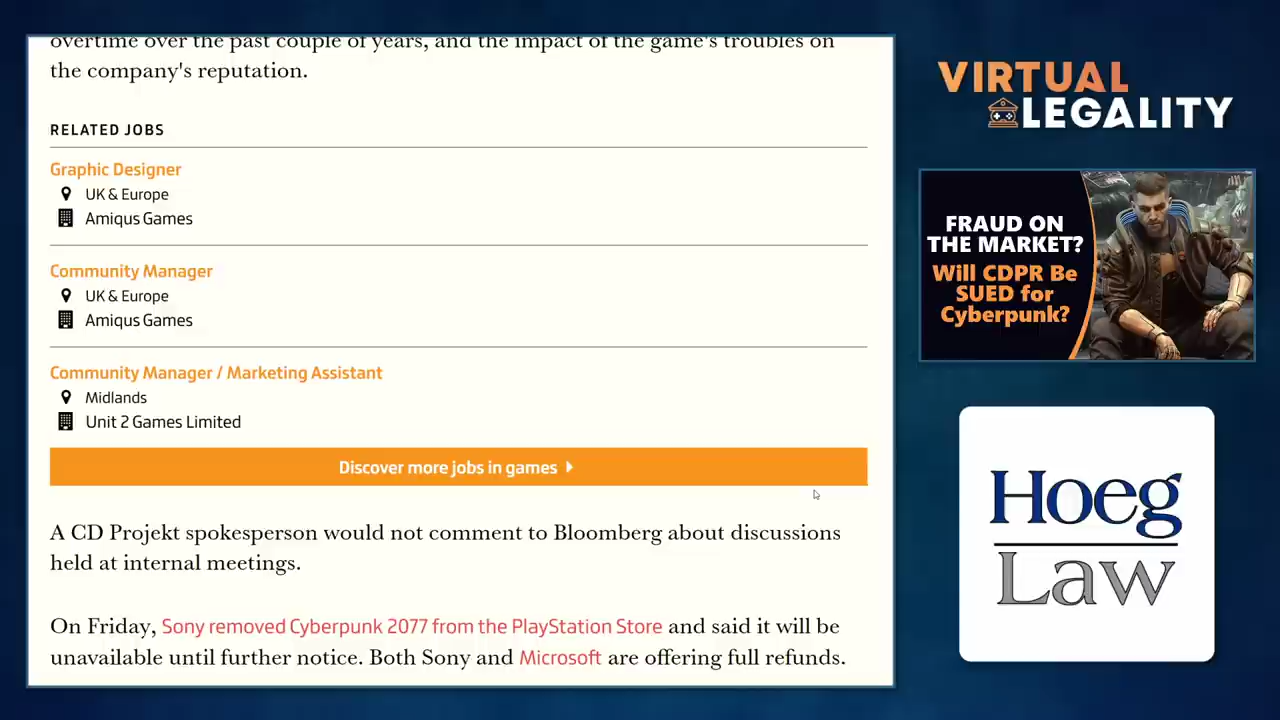 overtime over the past couple of years, and the impact of the game's troubles on
the company's reputation.
RELATED JOBS
Graphic Designer
UK & Europe
Amiqus Games
Community Manager
UK & Europe
Amiqus Games
Community Manager / Marketing Assistant
Midlands
Unit 2 Games Limited
Discover more jobs in games
A CD Projekt spokesperson would not comment to Bloomberg about discussions
held at internal meetings.
On Friday, Sony removed Cyberpunk 2077 from the PlayStation Store and said it will be
unavailable until further notice. Both Sony and Microsoft are offering full refunds.
VIRTUAL
LEGALITY
FRAUD ON
THE MARKET?
Will CDPR Be
SUED for
Cyberpunk?
Hoeg
Law